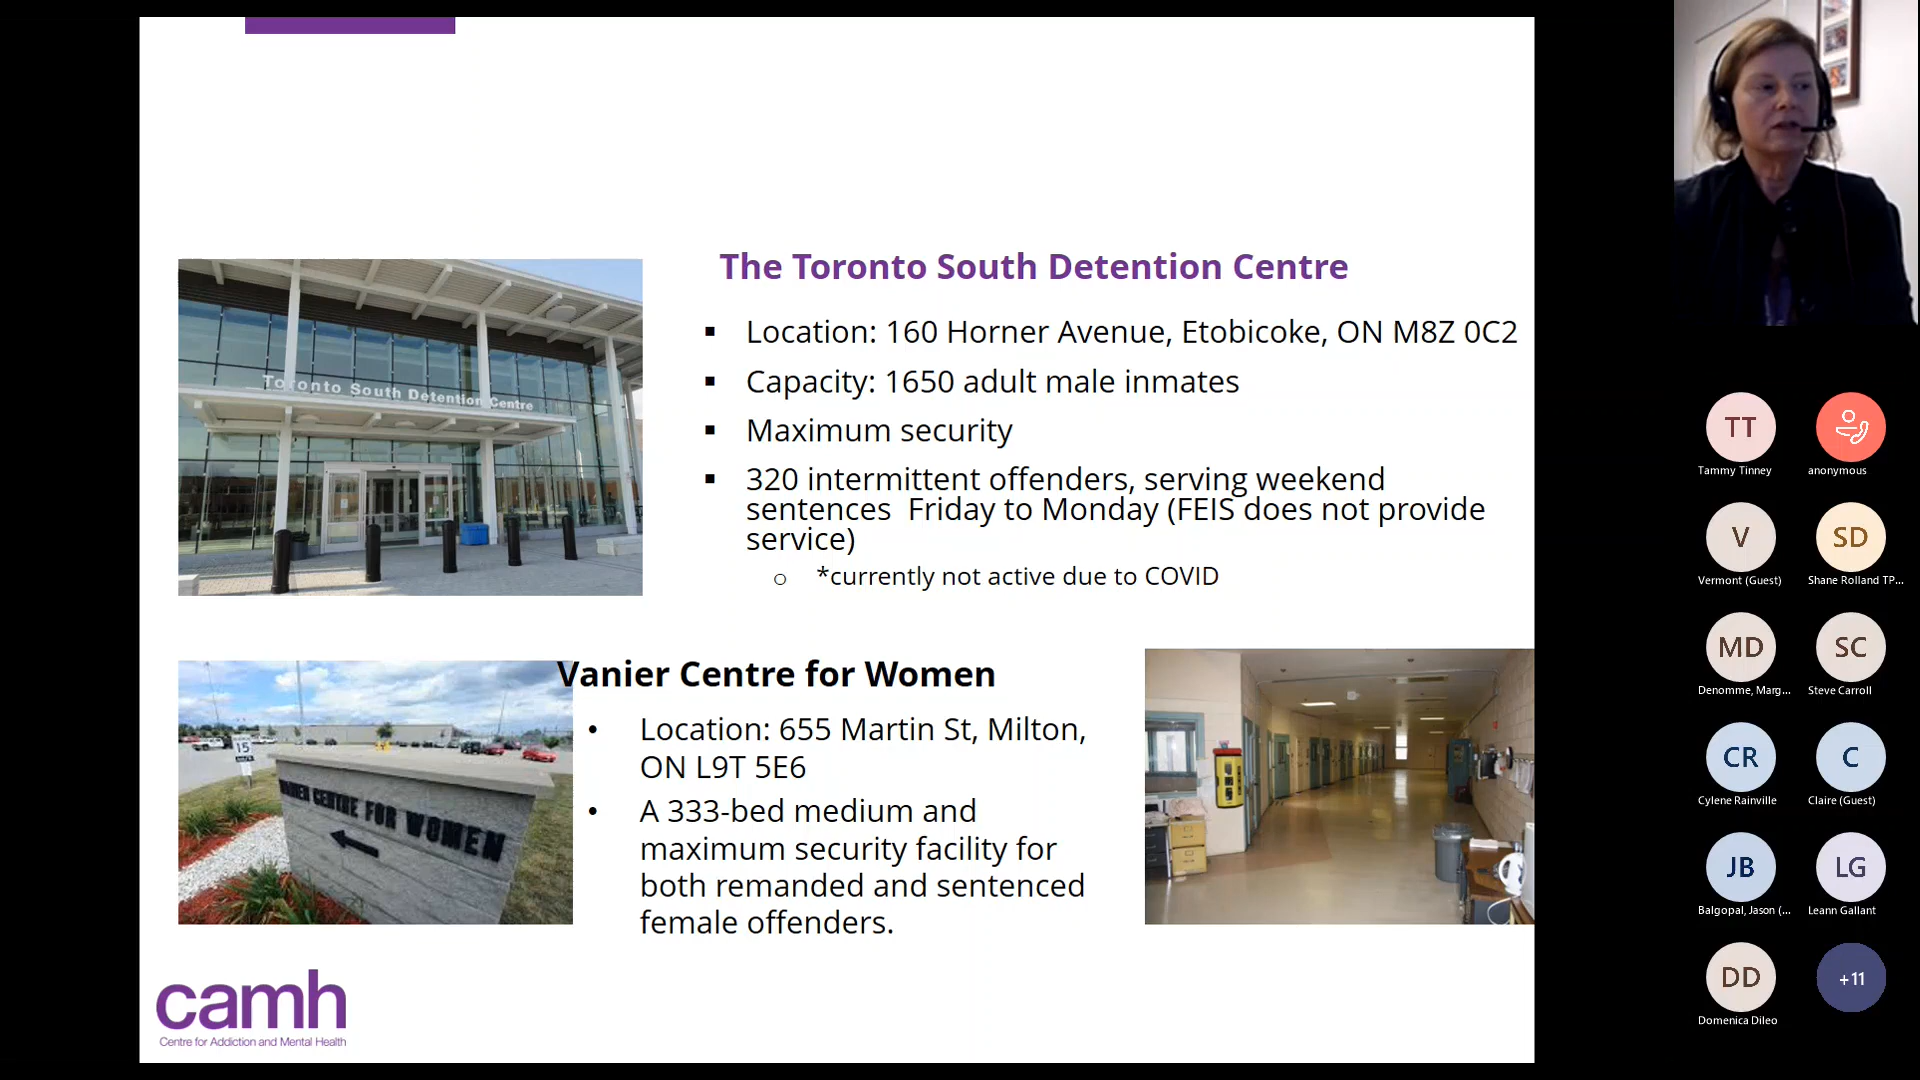 The Toronto South Detention Centre
Location: 160 Horner Avenue, Etobicoke, ON M8Z 0C2
Capacity: 1650 adult male inmates
Maximum security
320 intermittent offenders, serving weekend
sentences  Friday to Monday (FEIS does not provide
service)
*currently not active due to COVID
Toronto South Detention Centre
Vanier Centre for Women
Location: 655 Martin St, Milton,
ON L9T 5E6
A 333-bed medium and
maximum security facility for
both remanded and sentenced
female offenders.
15
VANIER CENTRE FOR WOMEN
camh
Centre for Addiction and Mental Health
TT
Tammy Tinney
anonymous
V
Vermont (Guest)
SD
Shane Rolland TP...
MD
Denomme, Marg...
SC
Steve Carroll
CR
Cylene Rainville
C
Claire (Guest)
JB
Balgopal, Jason (...
LG
Leann Gallant
DD
Domenica Dileo
+11